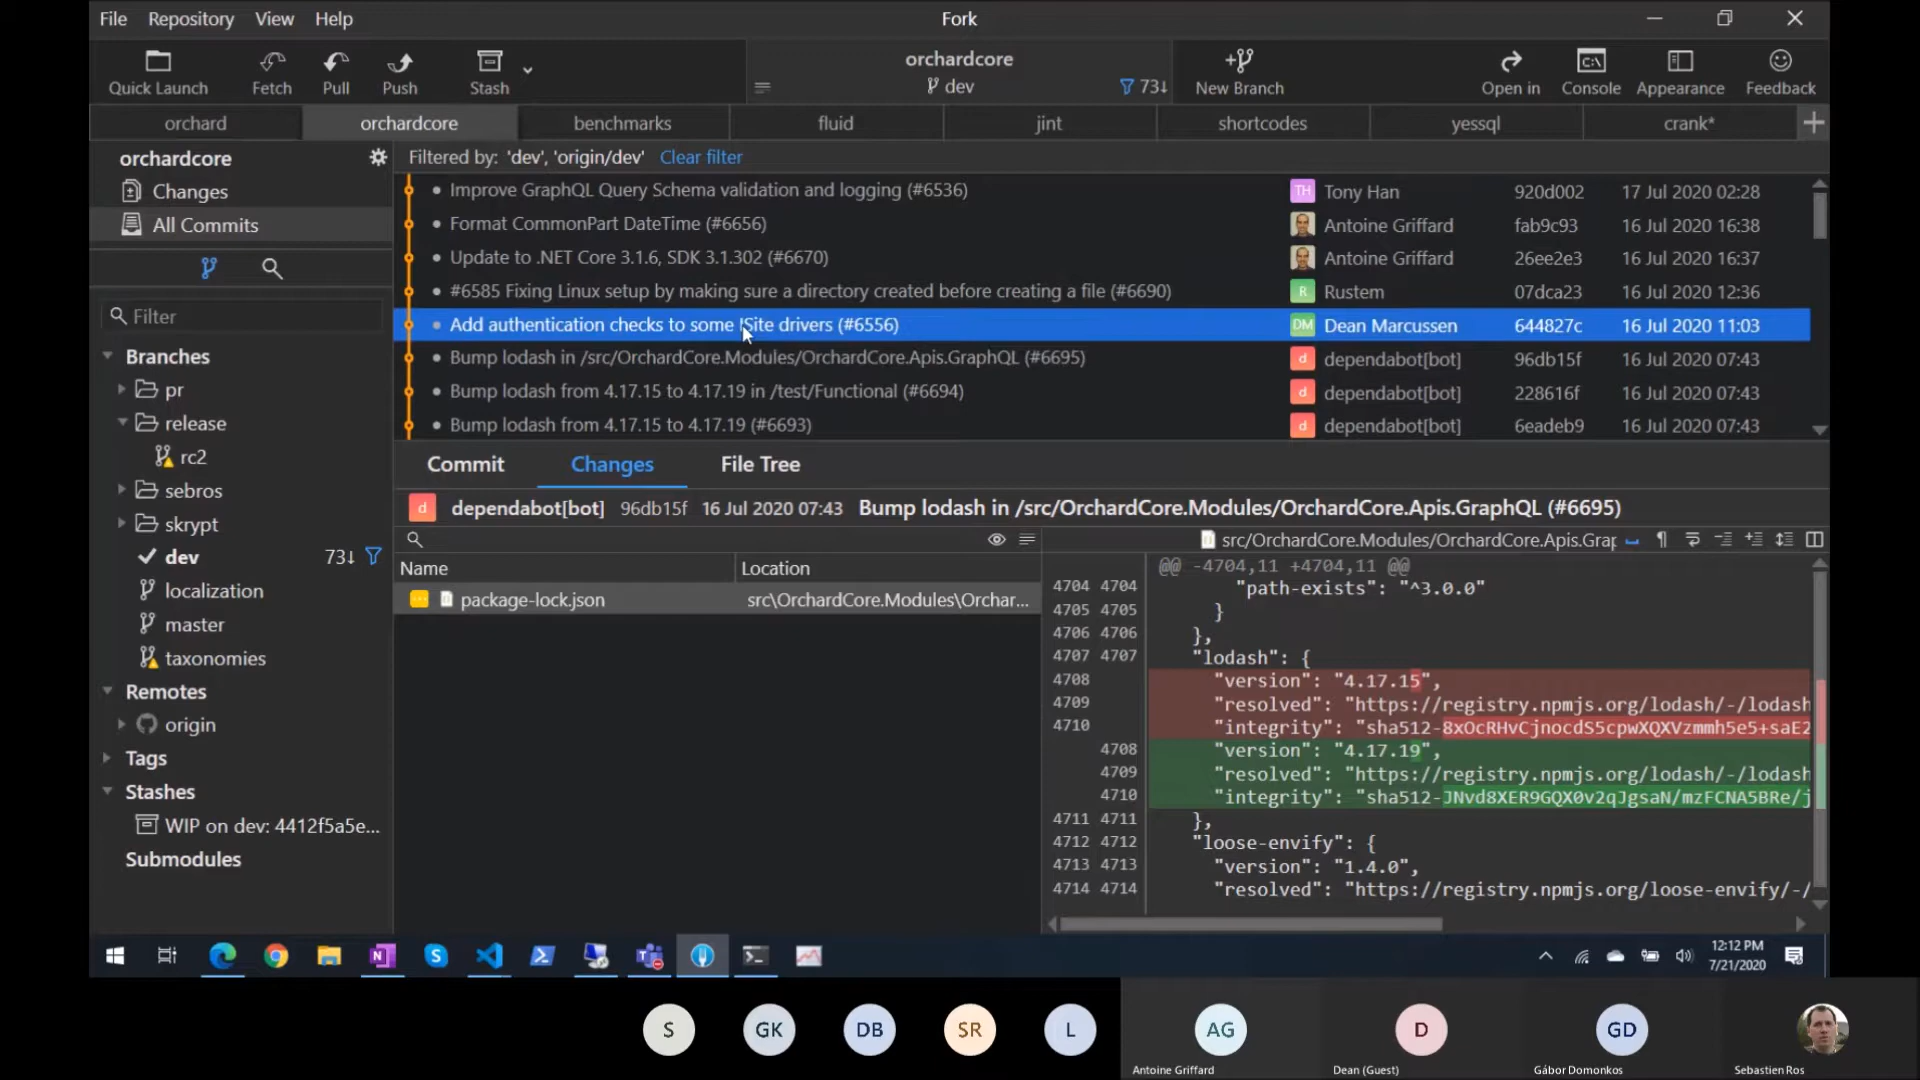 File Repository View Help
Fork
Quick Launch
Fetch
Pull
Push
Stash
orchardcore
dev
73↓
New Branch
Open in
Console
Appearance
Feedback
orchard
orchardcore
benchmarks
fluid
jint
shortcodes
yessql
crank*
orchardcore
Changes
All Commits
Filter
Branches
pr
release
rc2
sebros
skrypt
dev 73↓
localization
master
taxonomies
Remotes
origin
Tags
Stashes
WIP on dev: 4412f5a5e...
Submodules
Filtered by: 'dev', 'origin/dev' Clear filter
Improve GraphQL Query Schema validation and logging (#6536) TH Tony Han 920d002 17 Jul 2020 02:28
Format CommonPart DateTime (#6656) Antoine Griffard fab9c93 16 Jul 2020 16:38
Update to .NET Core 3.1.6, SDK 3.1.302 (#6670) Antoine Griffard 26ee2e3 16 Jul 2020 16:37
#6585 Fixing Linux setup by making sure a directory created before creating a file (#6690) R Rustem 07dca23 16 Jul 2020 12:36
Add authentication checks to some ISite drivers (#6556) DM Dean Marcussen 644827c 16 Jul 2020 11:03
Bump lodash in /src/OrchardCore.Modules/OrchardCore.Apis.GraphQL (#6695) d dependabot[bot] 96db15f 16 Jul 2020 07:43
Bump lodash from 4.17.15 to 4.17.19 in /test/Functional (#6694) d dependabot[bot] 228616f 16 Jul 2020 07:43
Bump lodash from 4.17.15 to 4.17.19 (#6693) d dependabot[bot] 6eadeb9 16 Jul 2020 07:43
Commit Changes File Tree
d dependabot[bot] 96db15f 16 Jul 2020 07:43 Bump lodash in /src/OrchardCore.Modules/OrchardCore.Apis.GraphQL (#6695)
Name Location
package-lock.json src\OrchardCore.Modules\Orchar...
src/OrchardCore.Modules/OrchardCore.Apis.Grap
@@ -4704,11 +4704,11 @@
4704 4704 "path-exists": "^3.0.0"
4705 4705 }
4706 4706 },
4707 4707 "lodash": {
4708 "version": "4.17.15",
4709 "resolved": "https://registry.npmjs.org/lodash/-/lodash
4710 "integrity": "sha512-8xOcRHvCjnocdS5cpwXQXVzmmh5e5+saE2
4708 "version": "4.17.19",
4709 "resolved": "https://registry.npmjs.org/lodash/-/lodash
4710 "integrity": "sha512-JNvd8XER9GQX0v2qJgsaN/mzFCNA5BRe/j
4711 4711 },
4712 4712 "loose-envify": {
4713 4713 "version": "1.4.0",
4714 4714 "resolved": "https://registry.npmjs.org/loose-envify/-/
12:12 PM
7/21/2020
S
GK
DB
SR
L
AG
D
GD
Antoine Griffard
Dean (Guest)
Gábor Domonkos
Sebastien Ros